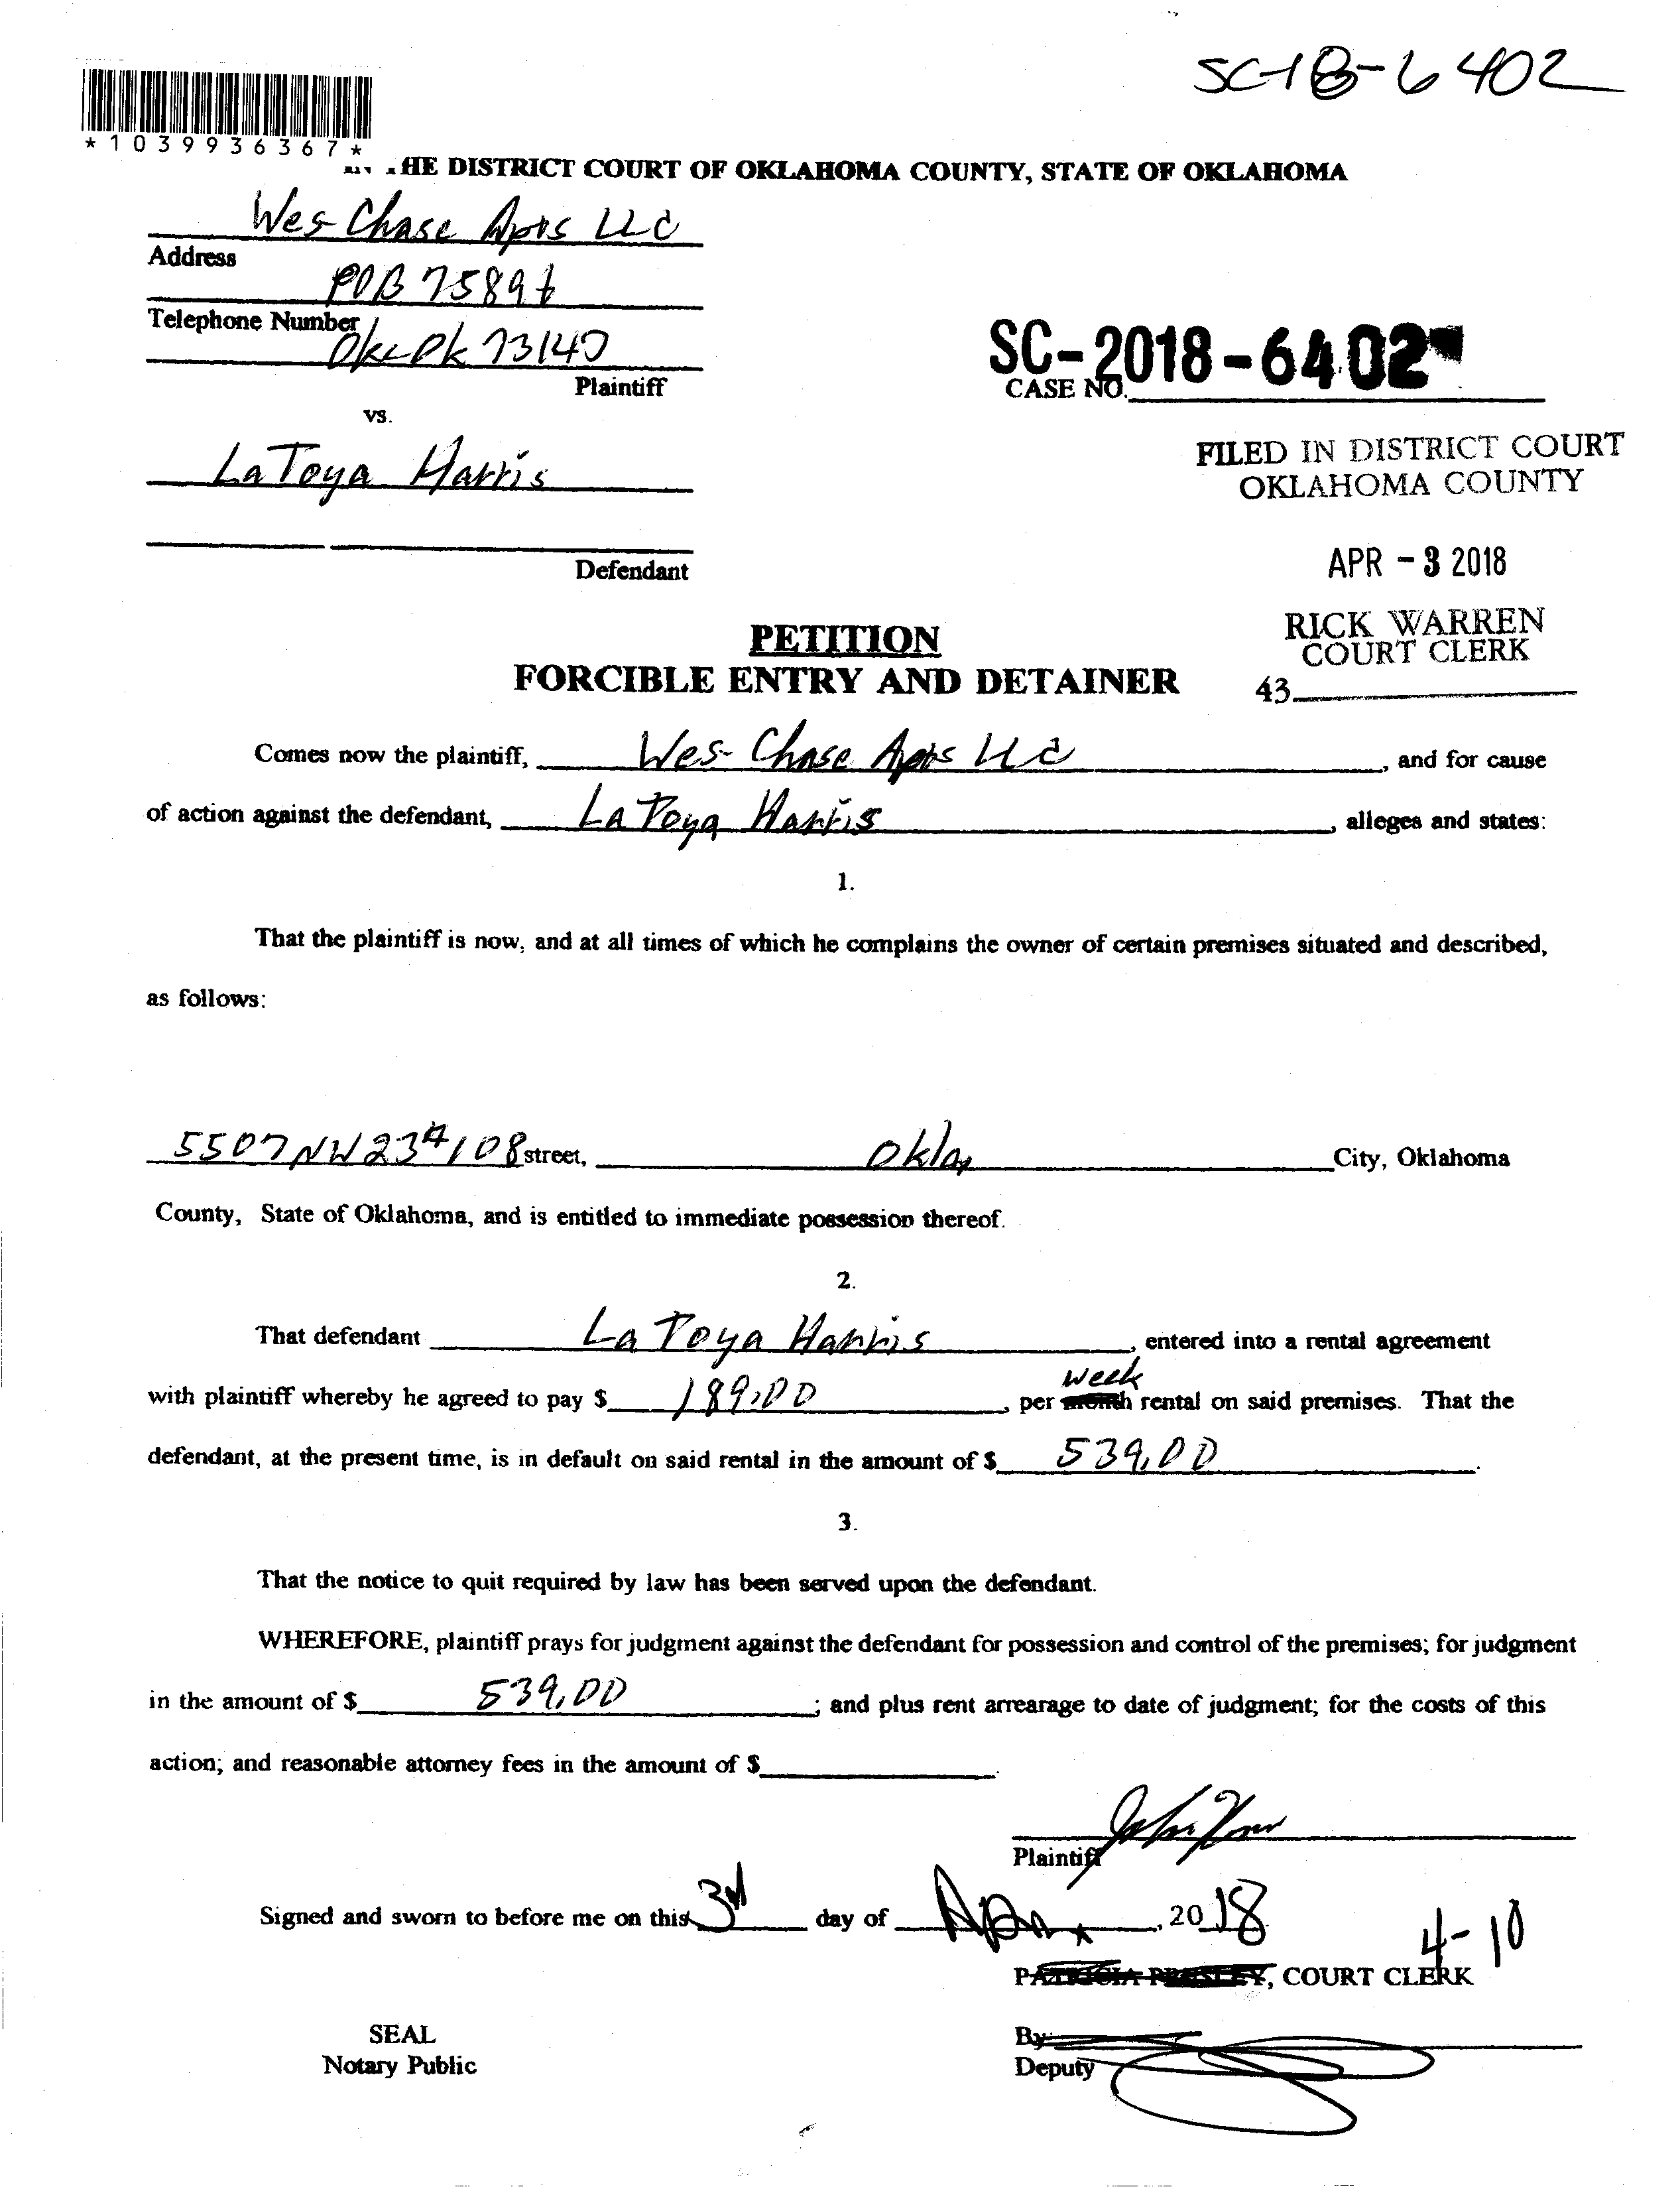 SC-18-6402
*1039936367*
HE DISTRICT COURT OF OKLAHOMA COUNTY, STATE OF OKLAHOMA
Wes Chase Apts LLC
Address
POB 75896
Telephone Number
OKC OK 73147
Plaintiff
SC-2018-6402
CASE NO.
vs.
LaToya Harris
FILED IN DISTRICT COURT
OKLAHOMA COUNTY
Defendant
APR - 3 2018
RICK WARREN
COURT CLERK
43
PETITION
FORCIBLE ENTRY AND DETAINER
Comes now the plaintiff, Wes-Chase Apts LLC, and for cause
of action against the defendant, LaToya Harris, alleges and states:
1.
That the plaintiff is now, and at all times of which he complains the owner of certain premises situated and described,
as follows:
5507 NW 23rd 108 street, Okla City, Oklahoma
County, State of Oklahoma, and is entitled to immediate possession thereof.
2.
That defendant LaToya Harris, entered into a rental agreement
week
with plaintiff whereby he agreed to pay $ 189.00, per month rental on said premises. That the
defendant, at the present time, is in default on said rental in the amount of $ 539.00.
3.
That the notice to quit required by law has been served upon the defendant.
WHEREFORE, plaintiff prays for judgment against the defendant for possession and control of the premises; for judgment
in the amount of $ 539.00; and plus rent arrearage to date of judgment; for the costs of this
action; and reasonable attorney fees in the amount of $.
Plaintiff
Signed and sworn to before me on this 3rd day of , 2018
4-10
PATRICIA PRESLEY, COURT CLERK
SEAL
Notary Public
By:
Deputy